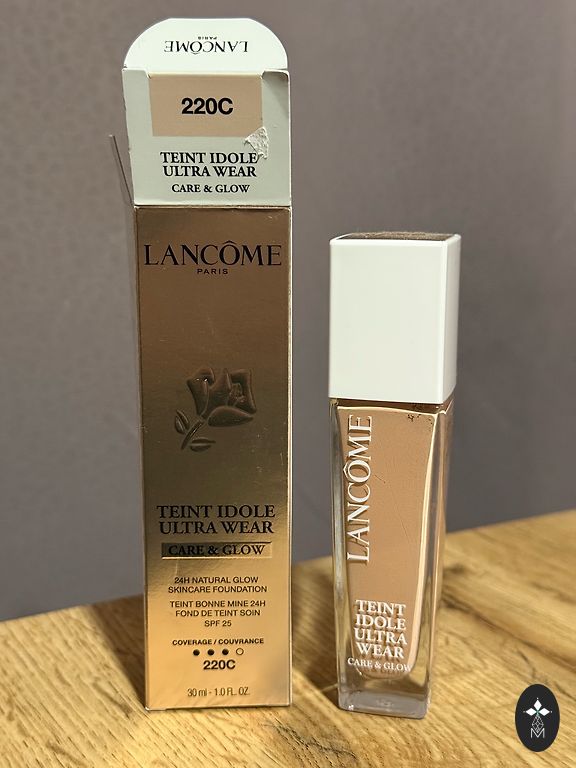 LANCÔME
PARIS
220C
TEINT IDOLE
ULTRA WEAR
CARE & GLOW
LANCÔME
PARIS
TEINT IDOLE
ULTRA WEAR
CARE & GLOW
24H NATURAL GLOW
SKINCARE FOUNDATION
TEINT BONNE MINE 24H
FOND DE TEINT SOIN
SPF 25
COVERAGE / COUVRANCE
220C
30 ml - 1.0 FL. OZ.
LANCÔME
TEINT
IDOLE
ULTRA
WEAR
CARE & GLOW
M